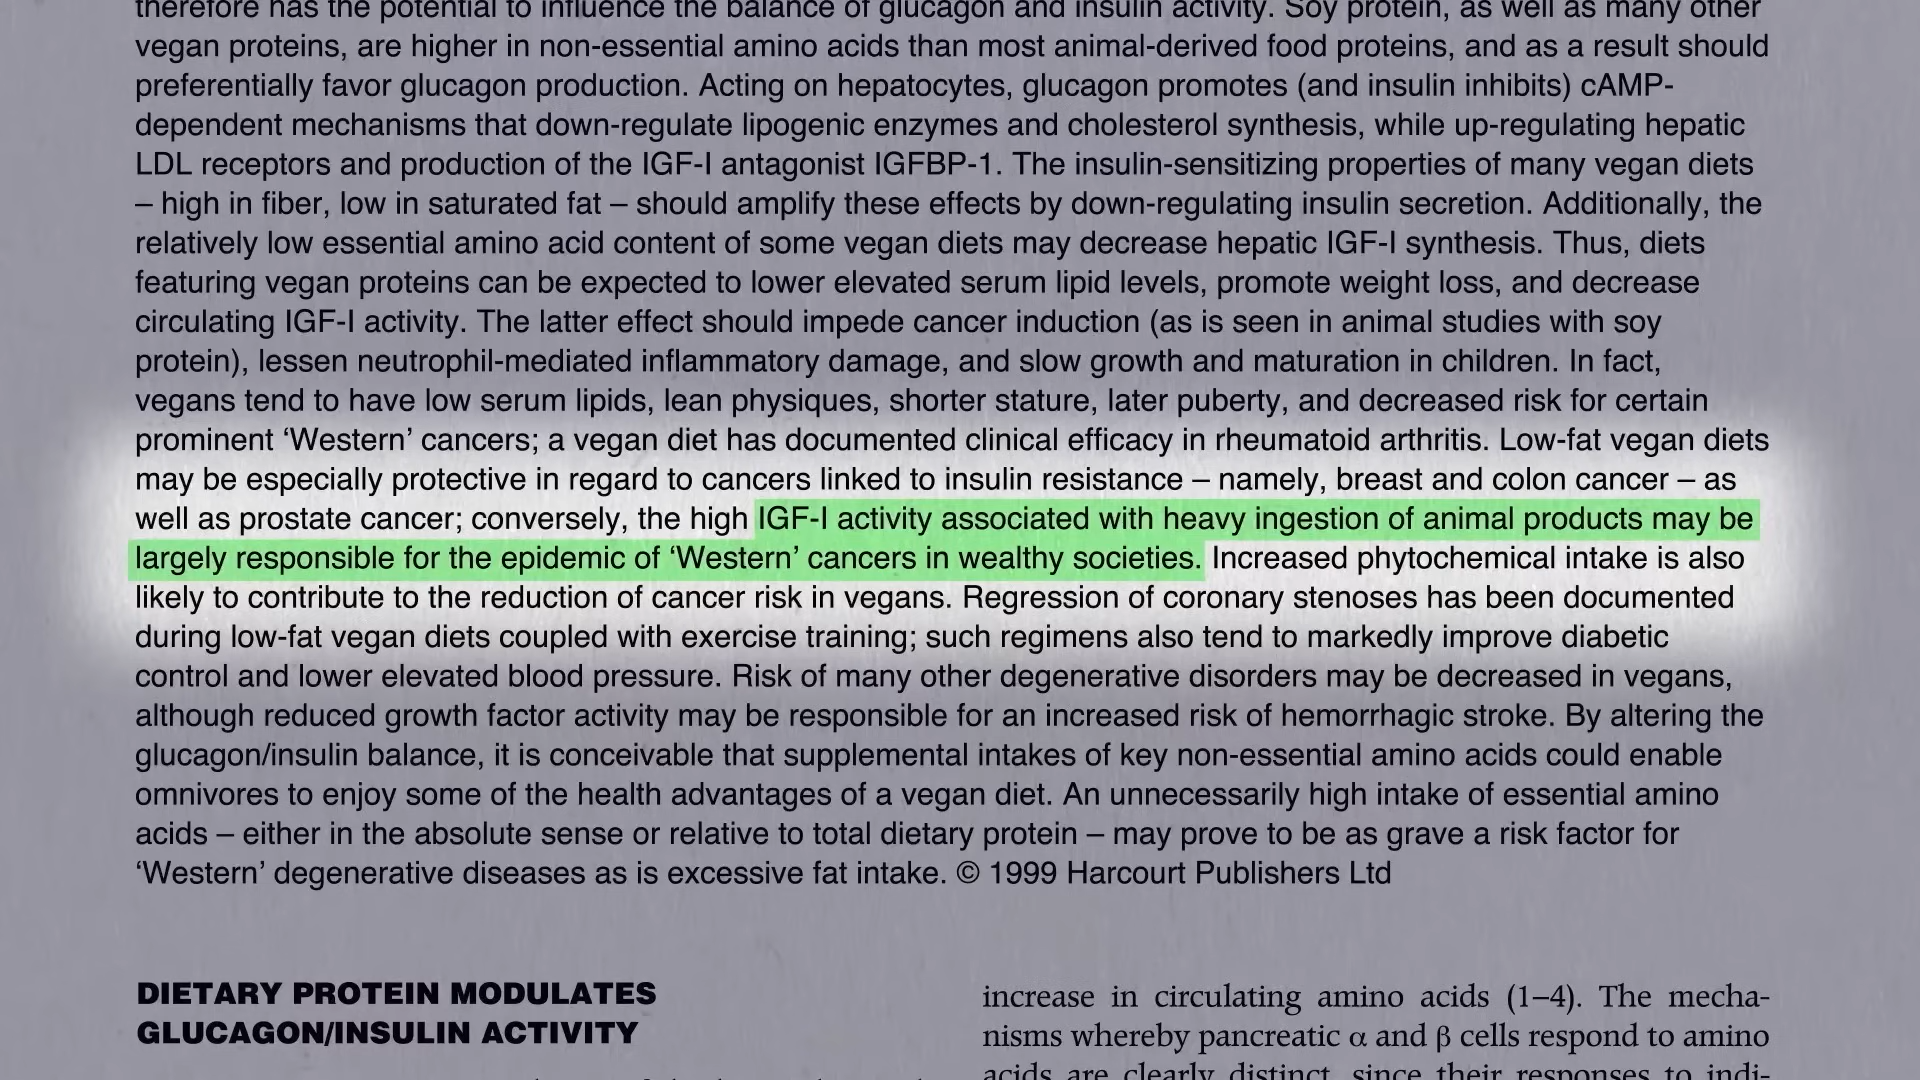 therefore has the potential to influence the balance of glucagon and insulin activity. Soy protein, as well as many other
vegan proteins, are higher in non-essential amino acids than most animal-derived food proteins, and as a result should
preferentially favor glucagon production. Acting on hepatocytes, glucagon promotes (and insulin inhibits) cAMP-
dependent mechanisms that down-regulate lipogenic enzymes and cholesterol synthesis, while up-regulating hepatic
LDL receptors and production of the IGF-I antagonist IGFBP-1. The insulin-sensitizing properties of many vegan diets
– high in fiber, low in saturated fat – should amplify these effects by down-regulating insulin secretion. Additionally, the
relatively low essential amino acid content of some vegan diets may decrease hepatic IGF-I synthesis. Thus, diets
featuring vegan proteins can be expected to lower elevated serum lipid levels, promote weight loss, and decrease
circulating IGF-I activity. The latter effect should impede cancer induction (as is seen in animal studies with soy
protein), lessen neutrophil-mediated inflammatory damage, and slow growth and maturation in children. In fact,
vegans tend to have low serum lipids, lean physiques, shorter stature, later puberty, and decreased risk for certain
prominent ‘Western’ cancers; a vegan diet has documented clinical efficacy in rheumatoid arthritis. Low-fat vegan diets
may be especially protective in regard to cancers linked to insulin resistance – namely, breast and colon cancer – as
well as prostate cancer; conversely, the high IGF-I activity associated with heavy ingestion of animal products may be
largely responsible for the epidemic of ‘Western’ cancers in wealthy societies. Increased phytochemical intake is also
likely to contribute to the reduction of cancer risk in vegans. Regression of coronary stenoses has been documented
during low-fat vegan diets coupled with exercise training; such regimens also tend to markedly improve diabetic
control and lower elevated blood pressure. Risk of many other degenerative disorders may be decreased in vegans,
although reduced growth factor activity may be responsible for an increased risk of hemorrhagic stroke. By altering the
glucagon/insulin balance, it is conceivable that supplemental intakes of key non-essential amino acids could enable
omnivores to enjoy some of the health advantages of a vegan diet. An unnecessarily high intake of essential amino
acids – either in the absolute sense or relative to total dietary protein – may prove to be as grave a risk factor for
‘Western’ degenerative diseases as is excessive fat intake. © 1999 Harcourt Publishers Ltd
DIETARY PROTEIN MODULATES
GLUCAGON/INSULIN ACTIVITY
increase in circulating amino acids (1–4). The mecha-
nisms whereby pancreatic α and β cells respond to amino
acids are clearly distinct, since their responses to indi-